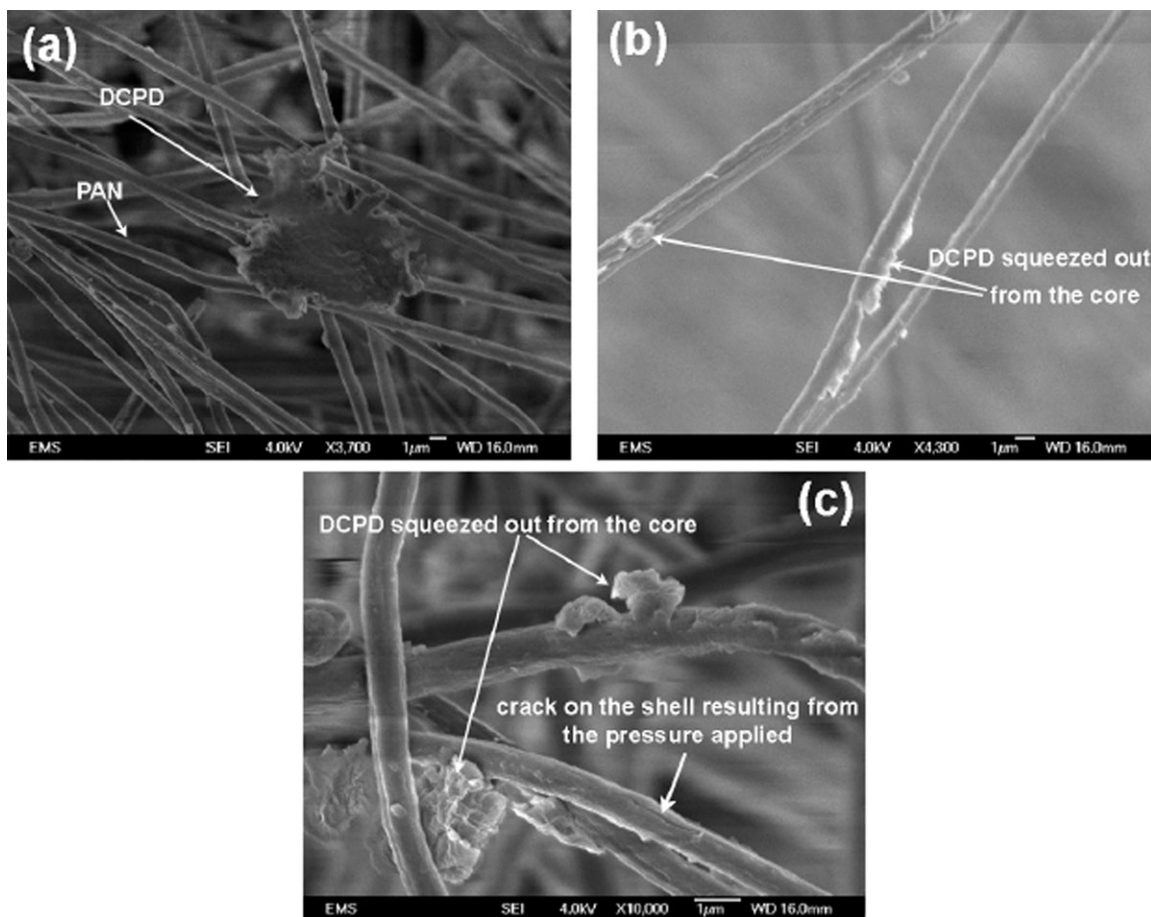 (a)
DCPD
PAN
EMS SEI 4.0kV X3,700 1μm WD 16.0mm
(b)
DCPD squeezed out
from the core
EMS SEI 4.0kV X4,300 1μm WD 16.0mm
(c)
DCPD squeezed out from the core
crack on the shell resulting from
the pressure applied
EMS SEI 4.0kV X10,000 1μm WD 16.0mm